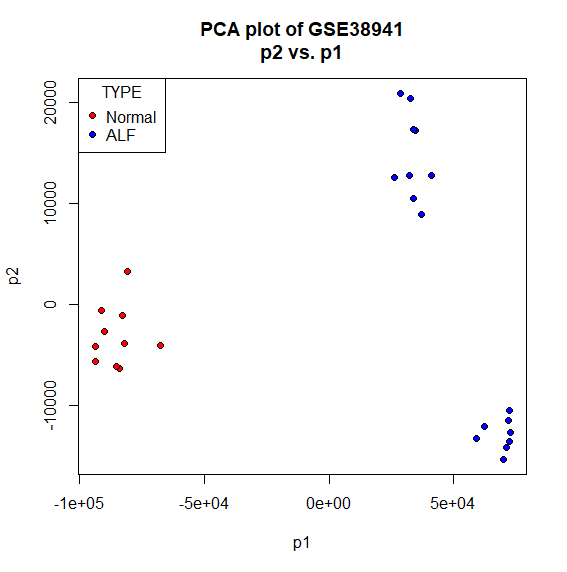 PCA plot of GSE38941
p2 vs. p1
TYPE
Normal
ALF
20000
10000
0
-10000
p2
-1e+05
-5e+04
0e+00
5e+04
p1